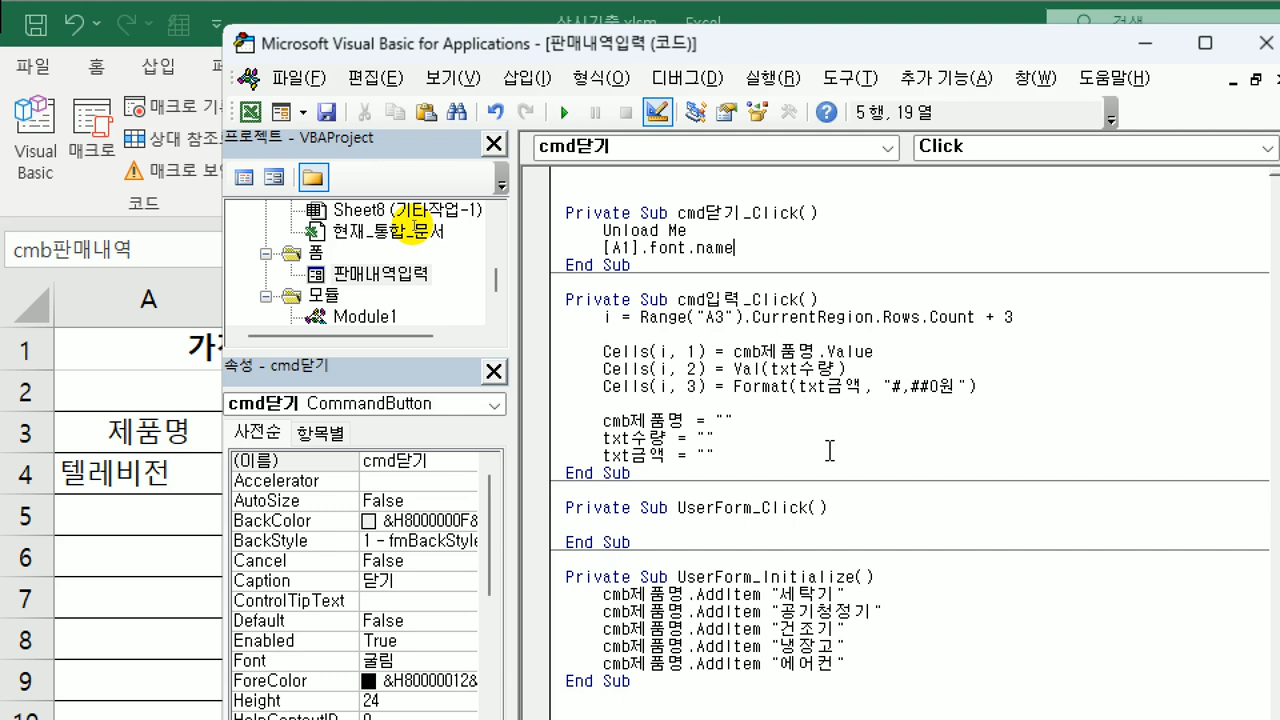 상시기출.xlsm - Excel
검색
Microsoft Visual Basic for Applications - [판매내역입력 (코드)]
파일
홈
삽입
파일(F)
편집(E)
보기(V)
삽입(I)
형식(O)
디버그(D)
실행(R)
도구(T)
추가 기능(A)
창(W)
도움말(H)
5 행, 19 열
Visual
Basic
매크로
매크로
상대 참조
매크로
코드
cmb판매내역
A
1
2
3
제품명
4
텔레비전
5
6
7
8
9
10
프로젝트 - VBAProject
Sheet8 (기타작업-1)
현재_통합_문서
폼
판매내역입력
모듈
Module1
속성 - cmd닫기
cmd닫기 CommandButton
사전순
항목별
(이름) cmd닫기
Accelerator
AutoSize False
BackColor &H8000000F&
BackStyle 1 - fmBackStyle
Cancel False
Caption 닫기
ControlTipText
Default False
Enabled True
Font 굴림
ForeColor &H80000012&
Height 24
HelpContextID 0
cmd닫기
Click
Private Sub cmd닫기_Click()
Unload Me
[A1].font.name
End Sub
Private Sub cmd입력_Click()
i = Range("A3").CurrentRegion.Rows.Count + 3
Cells(i, 1) = cmb제품명.Value
Cells(i, 2) = Val(txt수량)
Cells(i, 3) = Format(txt금액, "#,##0원")
cmb제품명 = ""
txt수량 = ""
txt금액 = ""
End Sub
Private Sub UserForm_Click()
End Sub
Private Sub UserForm_Initialize()
cmb제품명.AddItem "세탁기"
cmb제품명.AddItem "공기청정기"
cmb제품명.AddItem "건조기"
cmb제품명.AddItem "냉장고"
cmb제품명.AddItem "에어컨"
End Sub